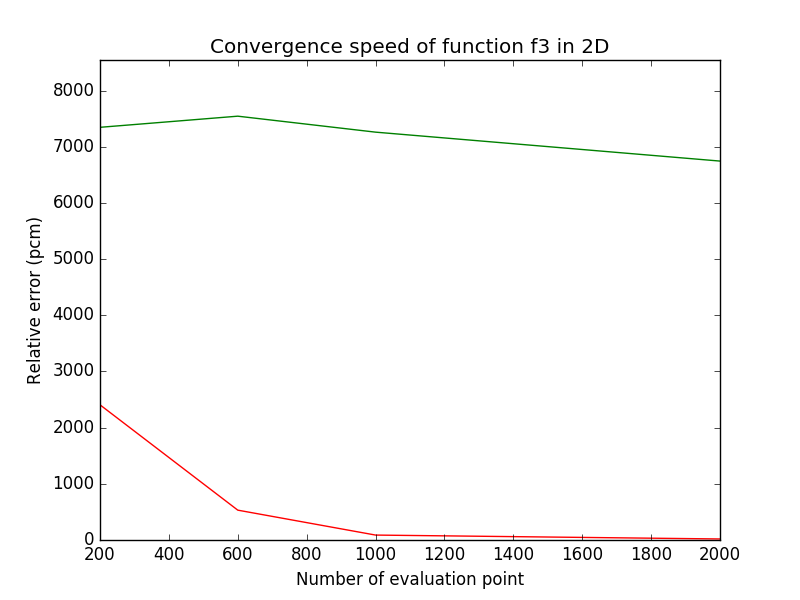 Convergence speed of function f3 in 2D
8000
7000
6000
5000
4000
3000
2000
1000
0
Relative error (pcm)
200 400 600 800 1000 1200 1400 1600 1800 2000
Number of evaluation point